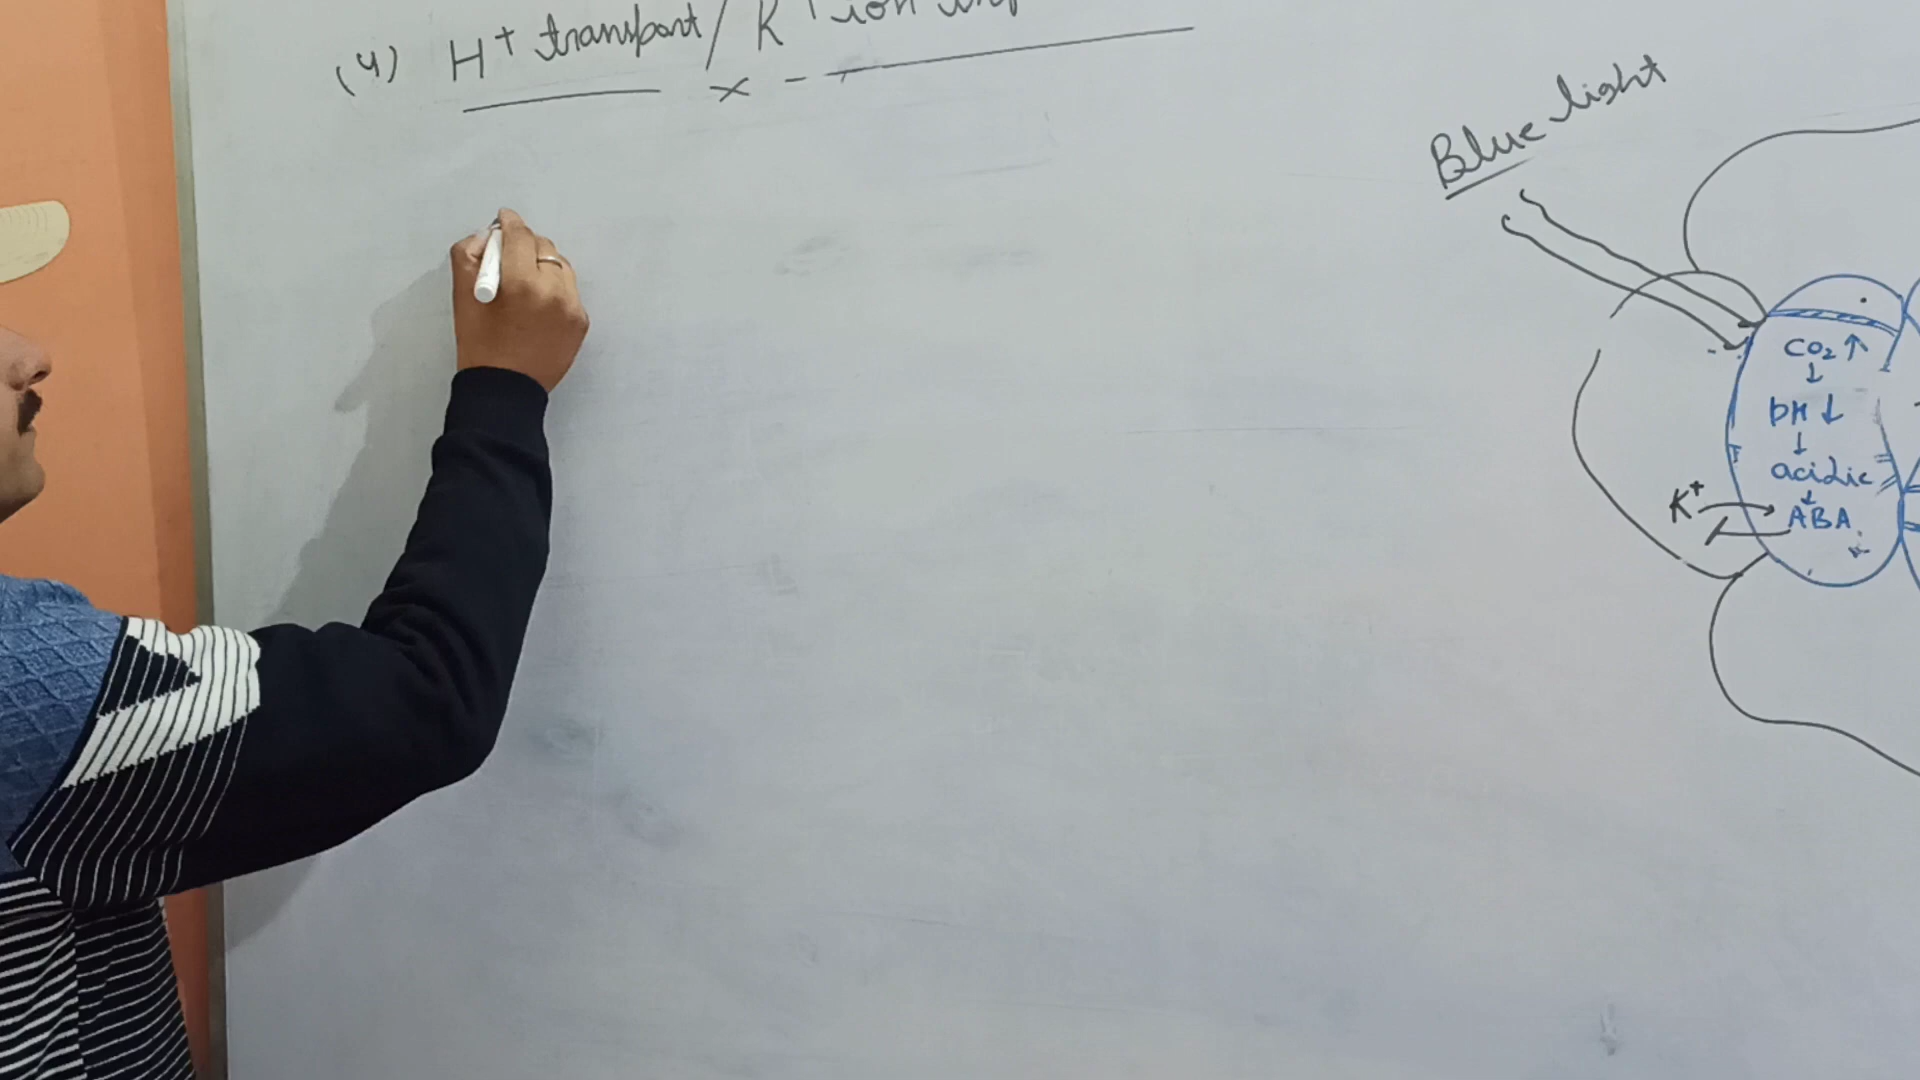 (4) H+ transport / K+ ion
Blue light
CO2 ↑
↓
pH ↓
↓
acidic
↓
K+
ABA